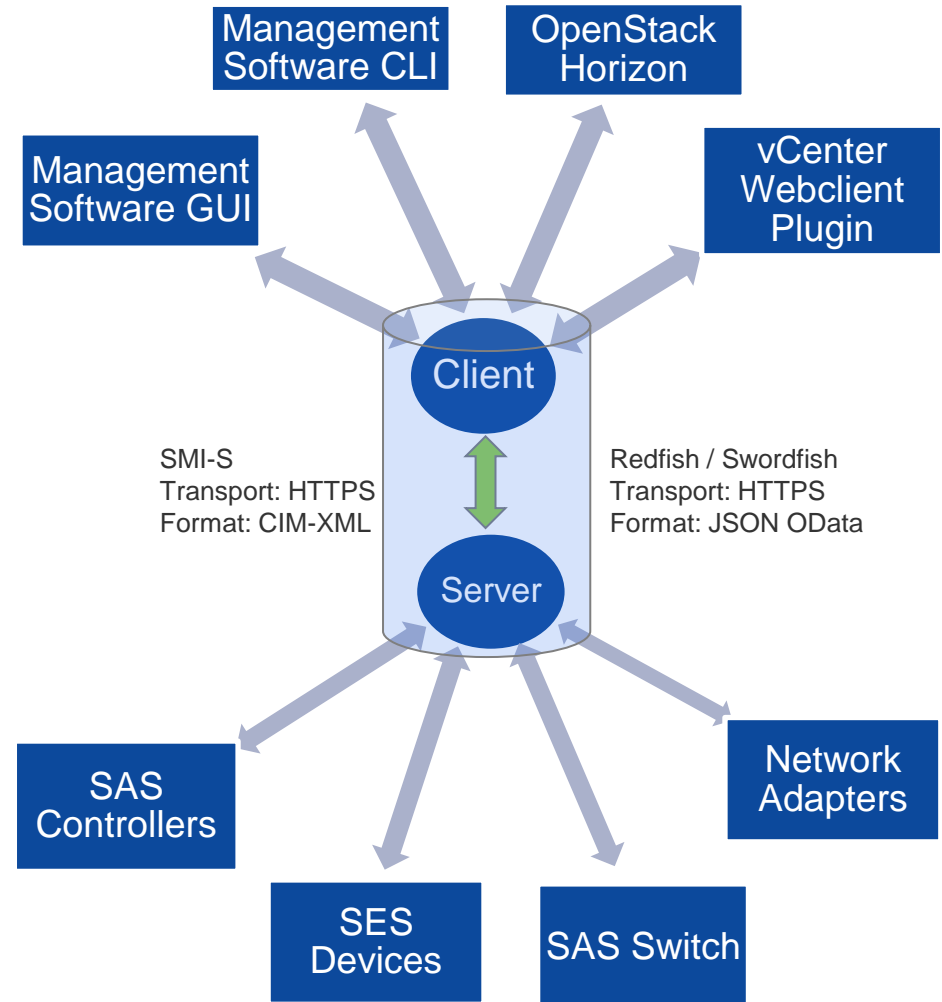 Management
Software CLI
OpenStack
Horizon
Management
Software GUI
vCenter
Webclient
Plugin
Client
SMI-S
Transport: HTTPS
Format: CIM-XML
Redfish / Swordfish
Transport: HTTPS
Format: JSON OData
Server
SAS
Controllers
Network
Adapters
SES
Devices
SAS Switch